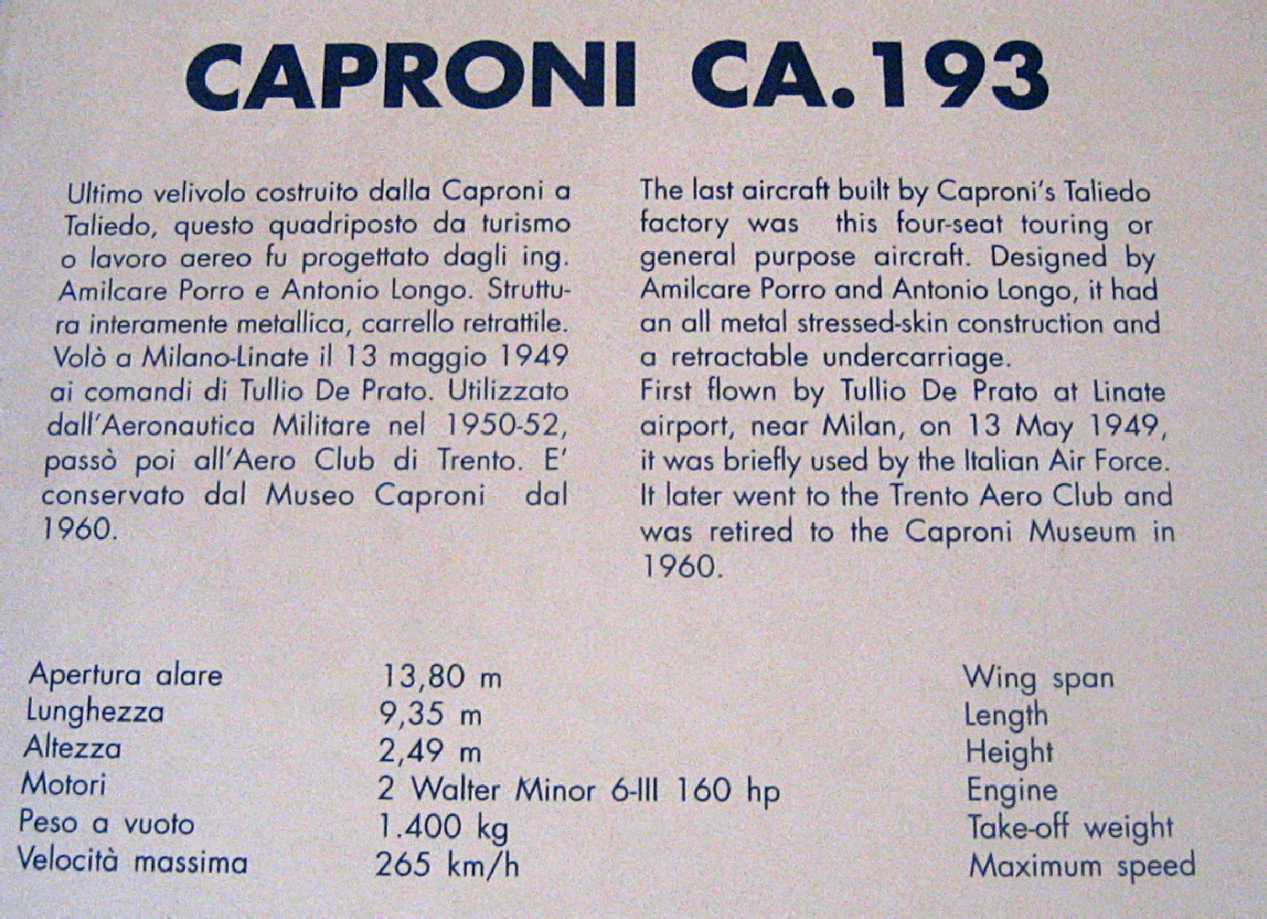 CAPRONI CA.193
Ultimo velivolo costruito dalla Caproni a
Taliedo, questo quadriposto da turismo
o lavoro aereo fu progettato dagli ing.
Amilcare Porro e Antonio Longo. Struttu-
ra interamente metallica, carrello retrattile.
Volò a Milano-Linate il 13 maggio 1949
ai comandi di Tullio De Prato. Utilizzato
dall'Aeronautica Militare nel 1950-52,
passò poi all'Aero Club di Trento. E'
conservato dal Museo Caproni dal
1960.
The last aircraft built by Caproni's Taliedo
factory was this four-seat touring or
general purpose aircraft. Designed by
Amilcare Porro and Antonio Longo, it had
an all metal stressed-skin construction and
a retractable undercarriage.
First flown by Tullio De Prato at Linate
airport, near Milan, on 13 May 1949,
it was briefly used by the Italian Air Force.
It later went to the Trento Aero Club and
was retired to the Caproni Museum in
1960.
Apertura alare 13,80 m Wing span
Lunghezza 9,35 m Length
Altezza 2,49 m Height
Motori 2 Walter Minor 6-III 160 hp Engine
Peso a vuoto 1.400 kg Take-off weight
Velocità massima 265 km/h Maximum speed